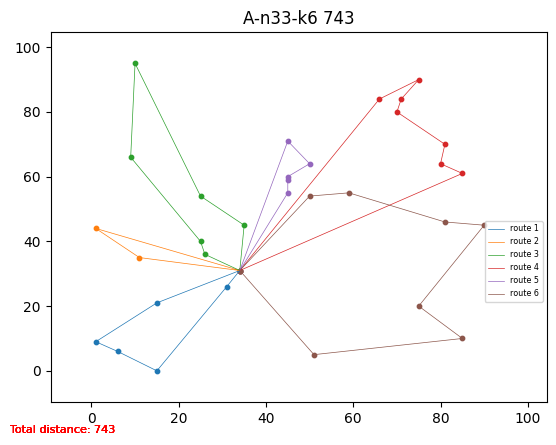 A-n33-k6 743
100
80
60
40
20
0
route 1
route 2
route 3
route 4
route 5
route 6
0 20 40 60 80 100
Total distance: 743